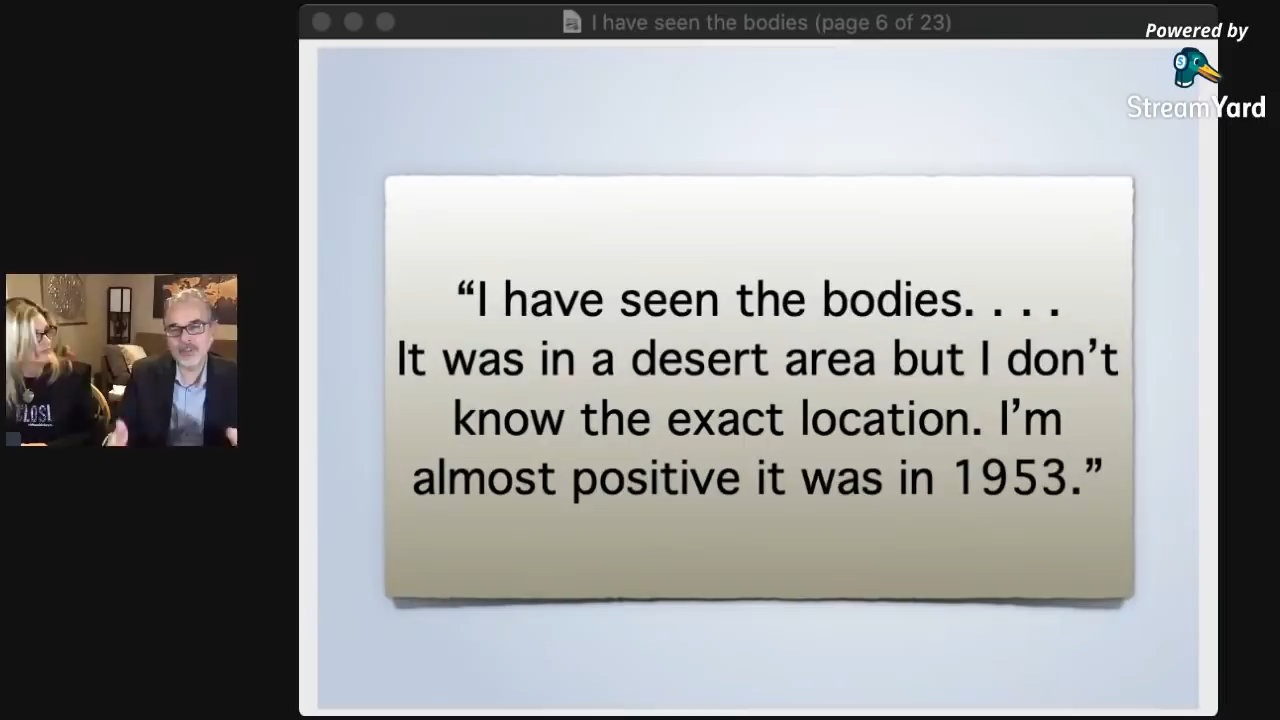 I have seen the bodies (page 6 of 23)
Powered by
StreamYard
“I have seen the bodies. . . .
It was in a desert area but I don’t
know the exact location. I’m
almost positive it was in 1953.”